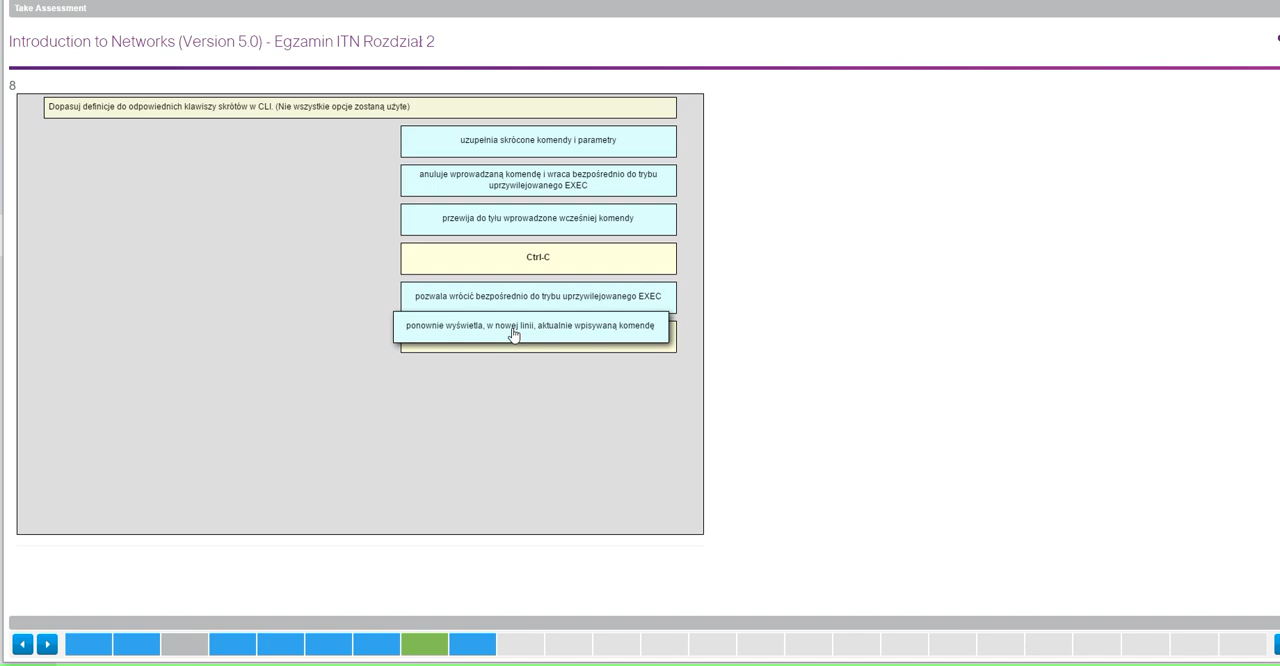 Take Assessment
Introduction to Networks (Version 5.0) - Egzamin ITN Rozdział 2
8
Dopasuj definicje do odpowiednich klawiszy skrótów w CLI. (Nie wszystkie opcje zostaną użyte)
uzupełnia skrócone komendy i parametry
anuluje wprowadzaną komendę i wraca bezpośrednio do trybu
uprzywilejowanego EXEC
przewija do tyłu wprowadzone wcześniej komendy
Ctrl-C
pozwala wrócić bezpośrednio do trybu uprzywilejowanego EXEC
ponownie wyświetla, w nowej linii, aktualnie wpisywaną komendę